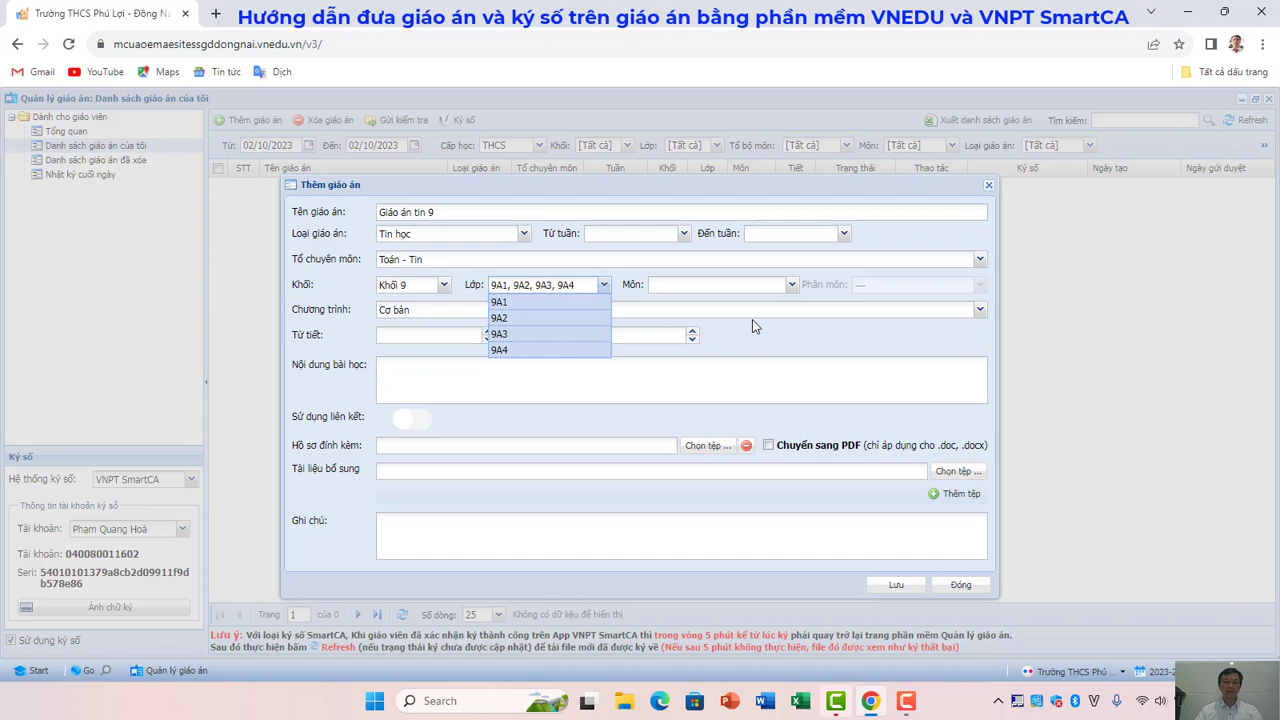 Trường THCS Phú Lợi - Đồng Na
Hướng dẫn đưa giáo án và ký số trên giáo án bằng phần mềm VNEDU và VNPT SmartCA
mcuaoemaesitessgddongnai.vnedu.vn/v3/
Gmail YouTube Maps Tin tức Dịch Tất cả dấu trang
Quản lý giáo án: Danh sách giáo án của tôi
Dành cho giáo viên
Tổng quan
Danh sách giáo án của tôi
Danh sách giáo án đã xóa
Nhật ký cuối ngày
Thêm giáo án Xóa giáo án Gửi kiểm tra Ký số Xuất danh sách giáo án Tìm kiếm: Refresh
Từ: 02/10/2023 Đến: 02/10/2023 Cấp học: THCS Khối: [Tất cả] Lớp: [Tất cả] Tổ bộ môn: [Tất cả] Môn: [Tất cả] Loại giáo án: [Tất cả] »
STT Tên giáo án Loại giáo án Tổ chuyên môn Tuần Khối Lớp Môn Tiết Trạng thái Thao tác Ký số Ngày tạo Ngày gửi duyệt
Thêm giáo án
Tên giáo án: Giáo án tin 9
Loại giáo án: Tin học Từ tuần: Đến tuần:
Tổ chuyên môn: Toán - Tin
Khối: Khối 9 Lớp: 9A1, 9A2, 9A3, 9A4 Môn: Phân môn: ---
9A1
9A2
9A3
9A4
Chương trình: Cơ bản
Từ tiết:
Nội dung bài học:
Sử dụng liên kết:
Hồ sơ đính kèm: Chọn tệp ... Chuyển sang PDF (chỉ áp dụng cho .doc, .docx)
Tài liệu bổ sung Chọn tệp ...
Thêm tệp
Ghi chú:
Lưu Đóng
Ký số
Hệ thống ký số: VNPT SmartCA
Thông tin tài khoản ký số
Tài khoản: Phạm Quang Hoà
Tài khoản: 040080011602
Seri: 54010101379a8cb2d09911f9d
b578e86
Ảnh chữ ký
Sử dụng ký số
Trang 1 của 0 Số dòng: 25 Không có dữ liệu để hiển thị
Lưu ý: Với loại ký số SmartCA, Khi giáo viên đã xác nhận ký thành công trên App VNPT SmartCA thì trong vòng 5 phút kể từ lúc ký phải quay trở lại trang phần mềm Quản lý giáo án.
Sau đó thực hiện bấm Refresh (nếu trạng thái ký chưa được cập nhật) để tải file mới đã được ký về (Nếu sau 5 phút không thực hiện, file đó được xem như ký thất bại)
Start Go Quản lý giáo án Trường THCS Phú ... 2023-2
Search